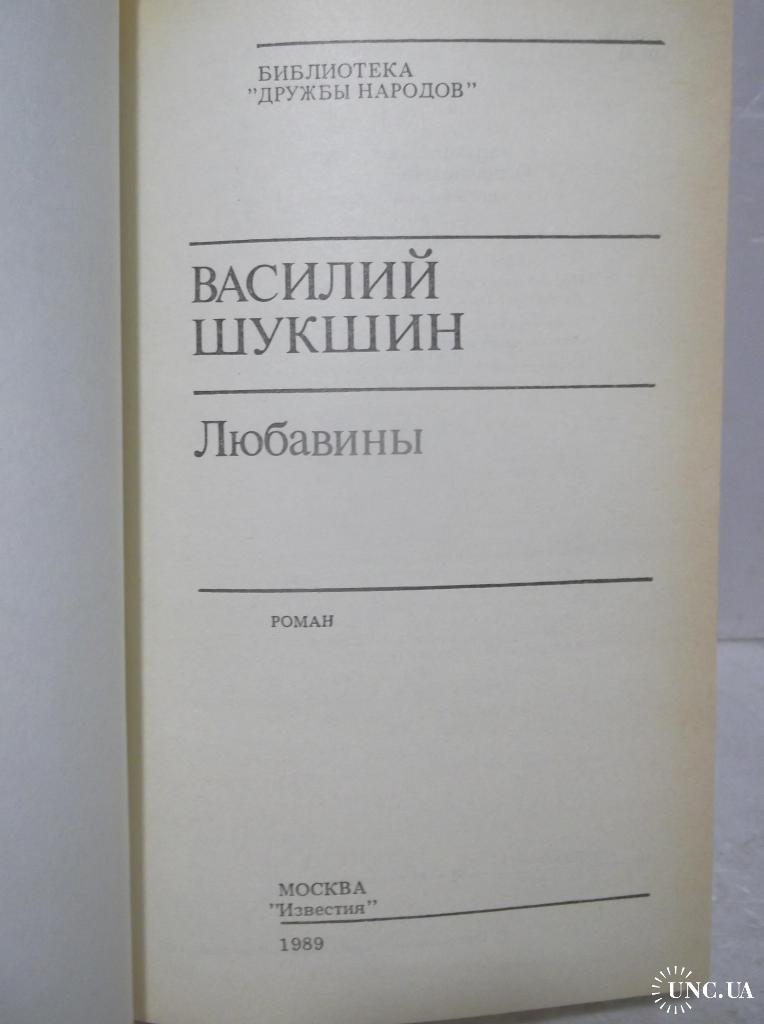 БИБЛИОТЕКА
"ДРУЖБЫ НАРОДОВ"
ВАСИЛИЙ
ШУКШИН
Любавины
РОМАН
МОСКВА
"Известия"
1989
UNC.UA